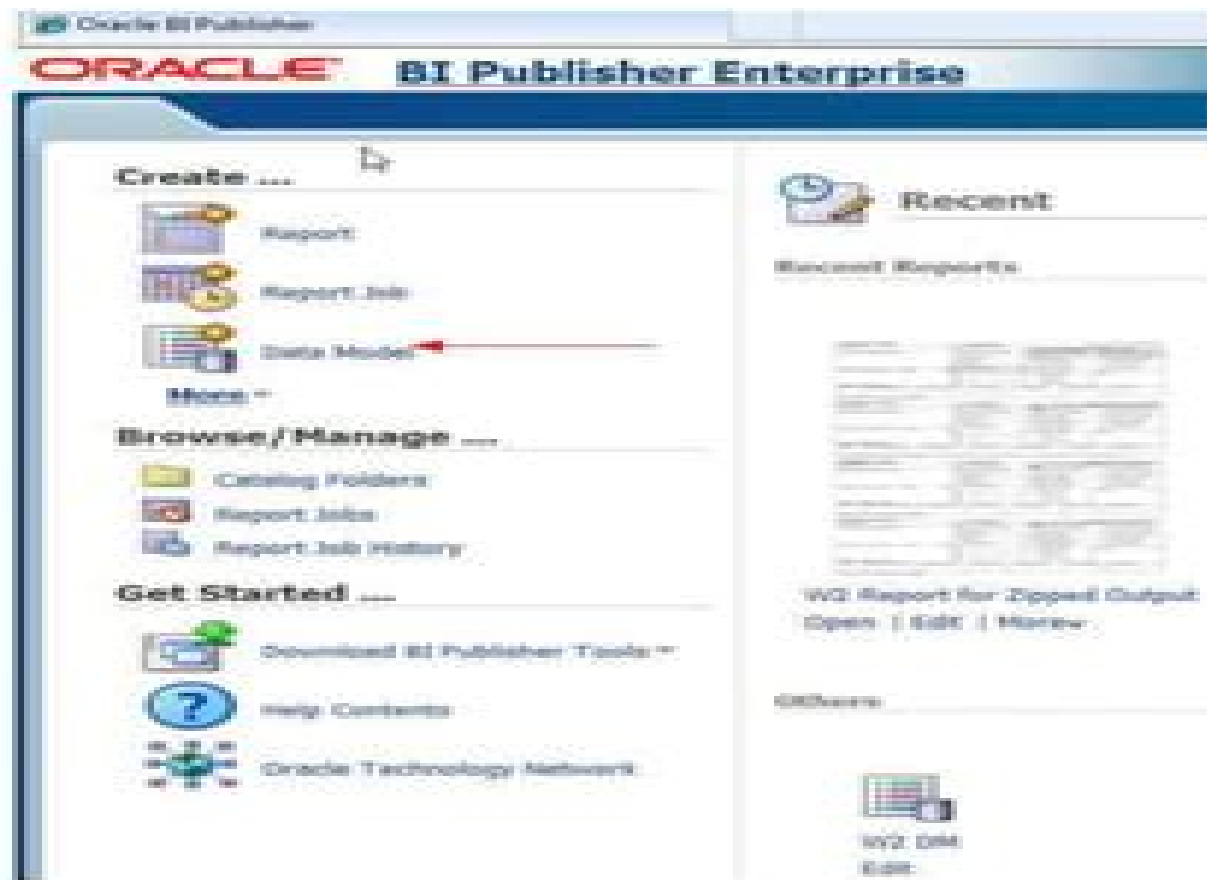 Oracle BI Publisher
ORACLE BI Publisher Enterprise
Create ...
Report
Report Job
Data Model
More
Browse/Manage ...
Catalog Folders
Report Jobs
Report Job History
Get Started ...
Download BI Publisher Tools
Help Contents
Oracle Technology Network
Recent
Recent Reports
W2 Report for Zipped Output
Open | Edit | More
Others
W2 DM
Edit